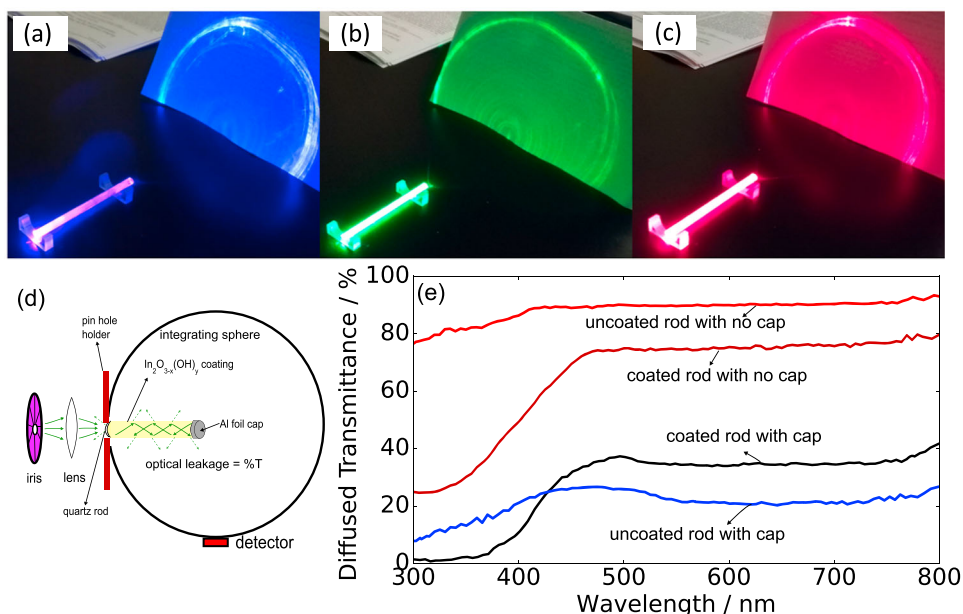 (a)
(b)
(c)
(d)
pin hole
holder
integrating sphere
In2O3-x(OH)y coating
Al foil cap
iris
lens
optical leakage = %T
quartz rod
detector
(e)
Diffused Transmittance / %
100
80
60
40
20
0
uncoated rod with no cap
coated rod with no cap
coated rod with cap
uncoated rod with cap
300
400
500
600
700
800
Wavelength / nm